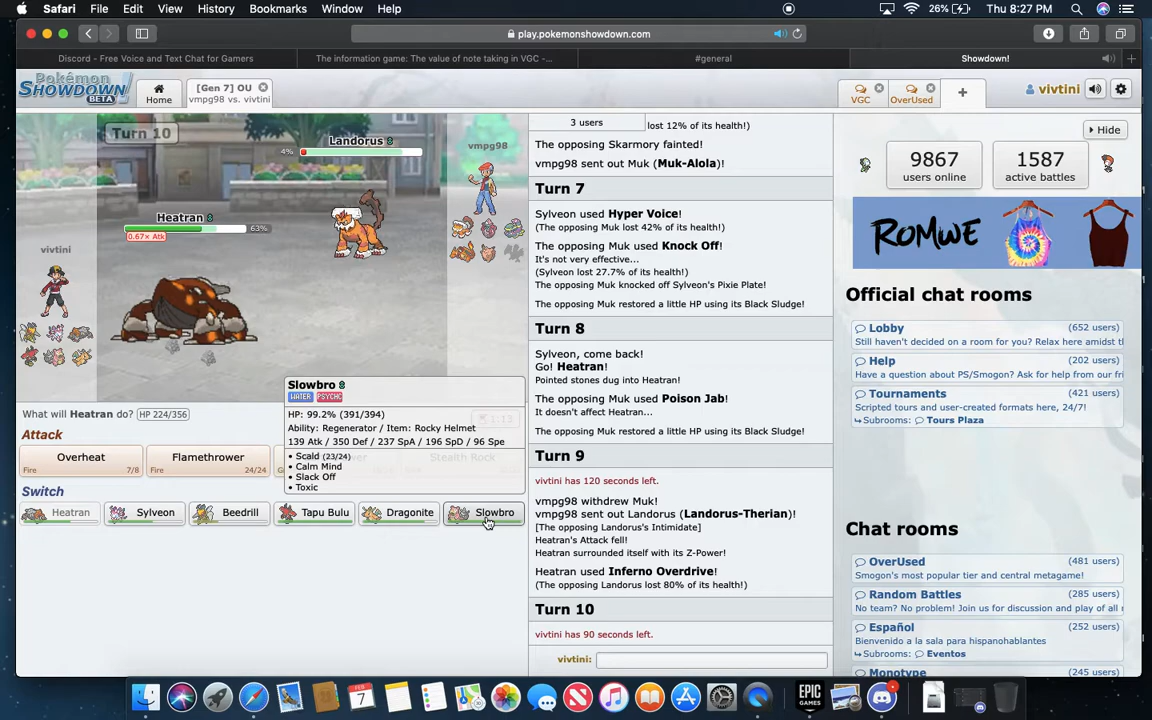 Safari File Edit View History Bookmarks Window Help 26% Thu 8:27 PM
play.pokemonshowdown.com
Discord - Free Voice and Text Chat for Gamers
The information game: The value of note taking in VGC -...
#general
Showdown!
Pokémon
SHOWDOWN
BETA
Home
[Gen 7] OU
vmpg98 vs. vivtini
VGC
OverUsed
vivtini
Turn 10
Landorus
4%
vmpg98
Heatran
63%
0.67× Atk
vivtini
Slowbro
WATER PSYCHC
HP: 99.2% (391/394)
Ability: Regenerator / Item: Rocky Helmet
139 Atk / 350 Def / 237 SpA / 196 SpD / 96 Spe
• Scald (23/24)
• Calm Mind
• Slack Off
• Toxic
1:13
What will Heatran do? HP 224/356
Attack
Overheat
Fire 7/8
Flamethrower
Fire 24/24
Stealth Rock
Switch
Heatran
Sylveon
Beedrill
Tapu Bulu
Dragonite
Slowbro
3 users
lost 12% of its health!)
The opposing Skarmory fainted!
vmpg98 sent out Muk (Muk-Alola)!
Turn 7
Sylveon used Hyper Voice!
(The opposing Muk lost 42% of its health!)
The opposing Muk used Knock Off!
It's not very effective...
(Sylveon lost 27.7% of its health!)
The opposing Muk knocked off Sylveon's Pixie Plate!
The opposing Muk restored a little HP using its Black Sludge!
Turn 8
Sylveon, come back!
Go! Heatran!
Pointed stones dug into Heatran!
The opposing Muk used Poison Jab!
It doesn't affect Heatran...
The opposing Muk restored a little HP using its Black Sludge!
Turn 9
vivtini has 120 seconds left.
vmpg98 withdrew Muk!
vmpg98 sent out Landorus (Landorus-Therian)!
[The opposing Landorus's Intimidate]
Heatran's Attack fell!
Heatran surrounded itself with its Z-Power!
Heatran used Inferno Overdrive!
(The opposing Landorus lost 80% of its health!)
Turn 10
vivtini has 90 seconds left.
vivtini:
Hide
9867
users online
1587
active battles
ROMWE
Official chat rooms
Lobby (652 users)
Still haven't decided on a room for you? Relax here amidst t
Help (202 users)
Have a question about PS/Smogon? Ask for help from our fri
Tournaments (421 users)
Scripted tours and user-created formats here, 24/7!
Subrooms: Tours Plaza
Chat rooms
OverUsed (481 users)
Smogon's most popular tier and central metagame!
Random Battles (285 users)
No team? No problem! Join us for discussion and play of all r
Español (252 users)
Bienvenido a la sala para hispanohablantes
Subrooms: Eventos
Monotype (245 users)
EPIC
GAMES
FEB
7